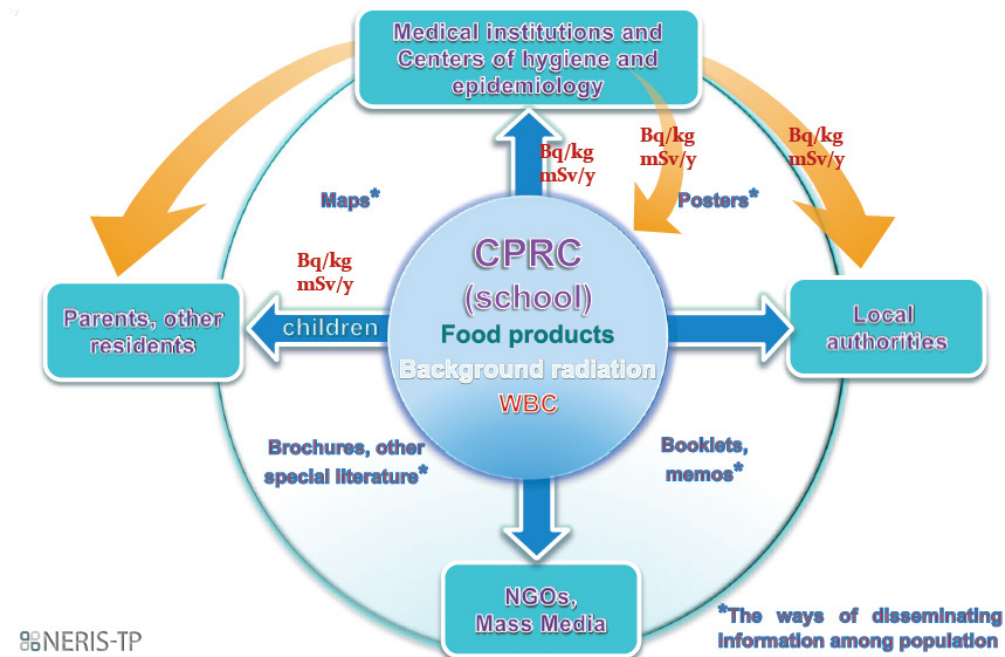 Medical institutions and
Centers of hygiene and
epidemiology
Bq/kg
mSv/y
Bq/kg
mSv/y
Bq/kg
mSv/y
Maps*
Posters*
Bq/kg
mSv/y
CPRC
(school)
Food products
Background radiation
WBC
Parents, other
residents
children
Local
authorities
Brochures, other
special literature*
Booklets,
memos*
NGOs,
Mass Media
*The ways of disseminating
information among population
NERIS-TP